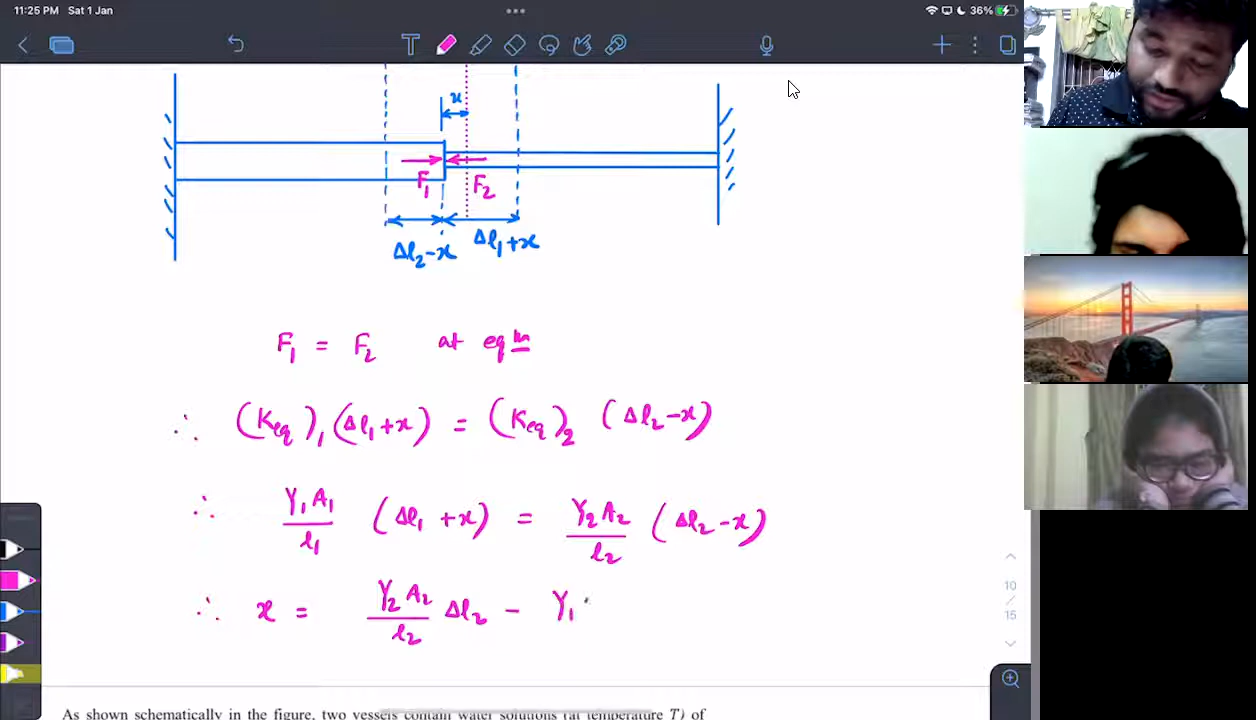 11:25 PM Sat 1 Jan
36%
x
F₁ F₂
Δl₂-x Δl₁+x
F₁ = F₂ at eqm
∴ (Keq)₁ (Δl₁+x) = (Keq)₂ (Δl₂-x)
∴ Y₁A₁/l₁ (Δl₁+x) = Y₂A₂/l₂ (Δl₂-x)
∴ x = Y₂A₂/l₂ Δl₂ - Y₁
10
/
15
As shown schematically in the figure, two vessels contain water solutions (at temperature T) of